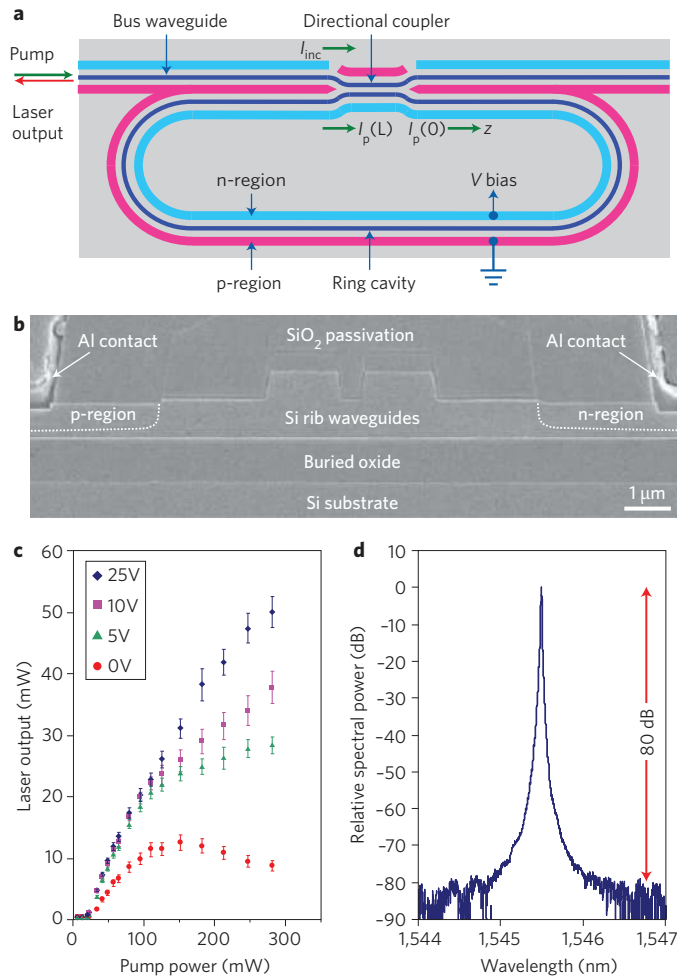 a
Bus waveguide
Directional coupler
I_inc
Pump
Laser
output
I_p(L)
I_p(0)
z
n-region
V bias
p-region
Ring cavity
b
SiO₂ passivation
Al contact
Al contact
p-region
Si rib waveguides
n-region
Buried oxide
Si substrate
1 µm
c
60
50
40
30
20
10
0
Laser output (mW)
25V
10V
5V
0V
0
100
200
300
Pump power (mW)
d
10
0
-10
-20
-30
-40
-50
-60
-70
-80
-90
Relative spectral power (dB)
80 dB
1,544
1,545
1,546
1,547
Wavelength (nm)